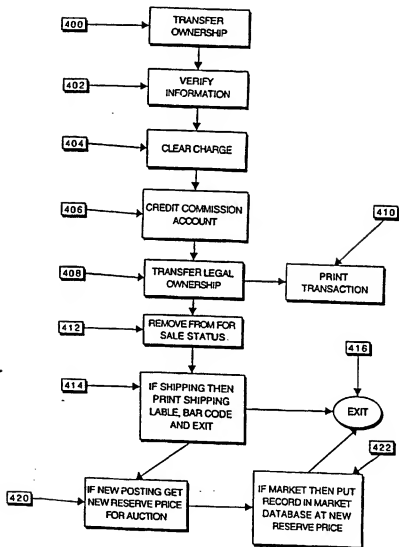 400
TRANSFER
OWNERSHIP
402
VERIFY
INFORMATION
404
CLEAR CHARGE
406
CREDIT COMMISSION
ACCOUNT
410
408
TRANSFER LEGAL
OWNERSHIP
PRINT
TRANSACTION
412
REMOVE FROM FOR
SALE STATUS.
416
414
IF SHIPPING THEN
PRINT SHIPPING
LABLE, BAR CODE
AND EXIT
EXIT
422
420
IF NEW POSTING GET
NEW RESERVE PRICE
FOR AUCTION
IF MARKET THEN PUT
RECORD IN MARKET
DATABASE AT NEW
RESERVE PRICE